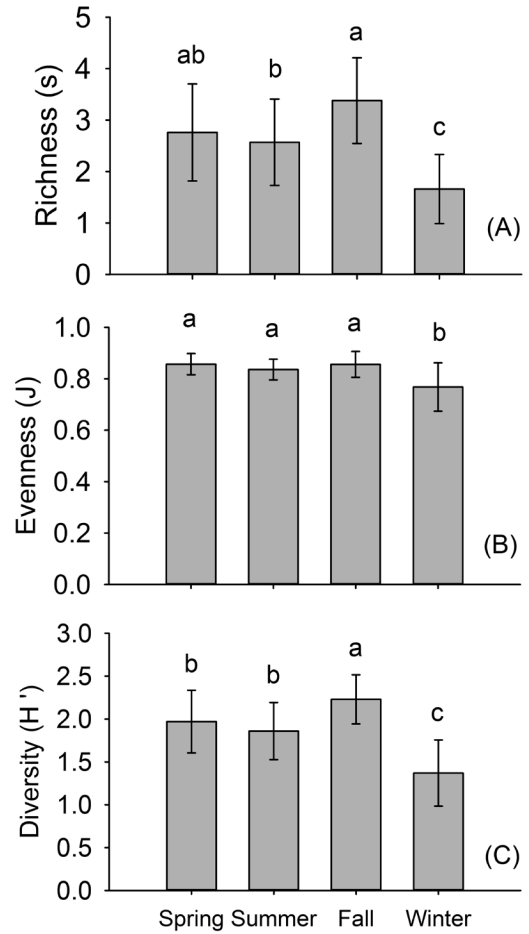 5
4
3
2
1
0
Richness (s)
ab
b
a
c
(A)
1.0
0.8
0.6
0.4
0.2
0.0
Evenness (J)
a
a
a
b
(B)
3.0
2.5
2.0
1.5
1.0
0.5
0.0
Diversity (H ')
b
b
a
c
(C)
Spring Summer Fall Winter